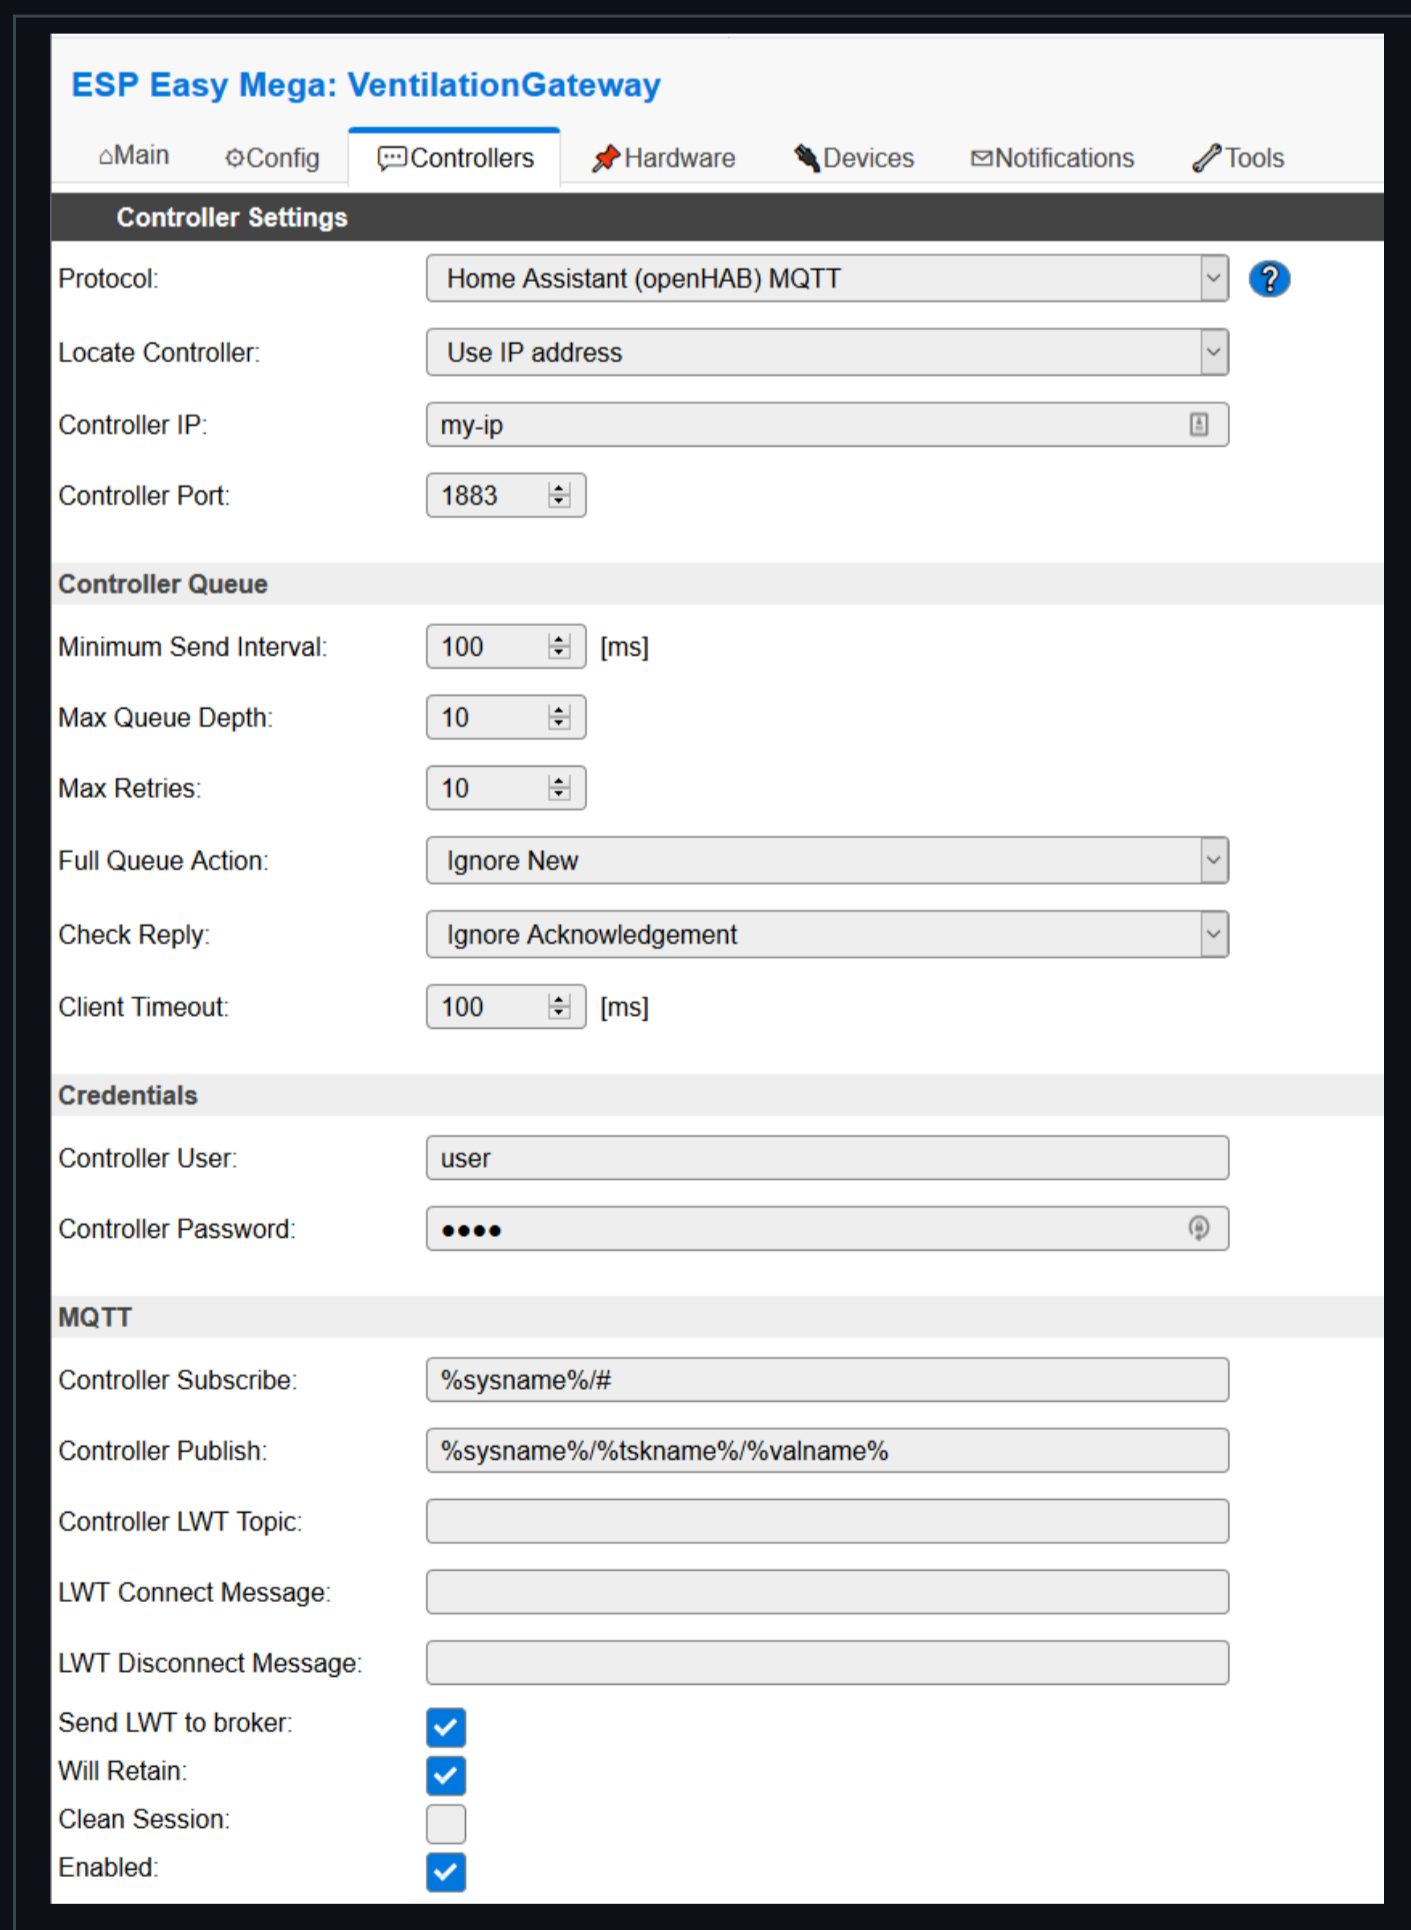 ESP Easy Mega: VentilationGateway
Main Config Controllers Hardware Devices Notifications Tools
Controller Settings
Protocol: Home Assistant (openHAB) MQTT ?
Locate Controller: Use IP address
Controller IP: my-ip
Controller Port: 1883
Controller Queue
Minimum Send Interval: 100 [ms]
Max Queue Depth: 10
Max Retries: 10
Full Queue Action: Ignore New
Check Reply: Ignore Acknowledgement
Client Timeout: 100 [ms]
Credentials
Controller User: user
Controller Password: ●●●●
MQTT
Controller Subscribe: %sysname%/#
Controller Publish: %sysname%/%tskname%/%valname%
Controller LWT Topic:
LWT Connect Message:
LWT Disconnect Message:
Send LWT to broker:
Will Retain:
Clean Session:
Enabled: